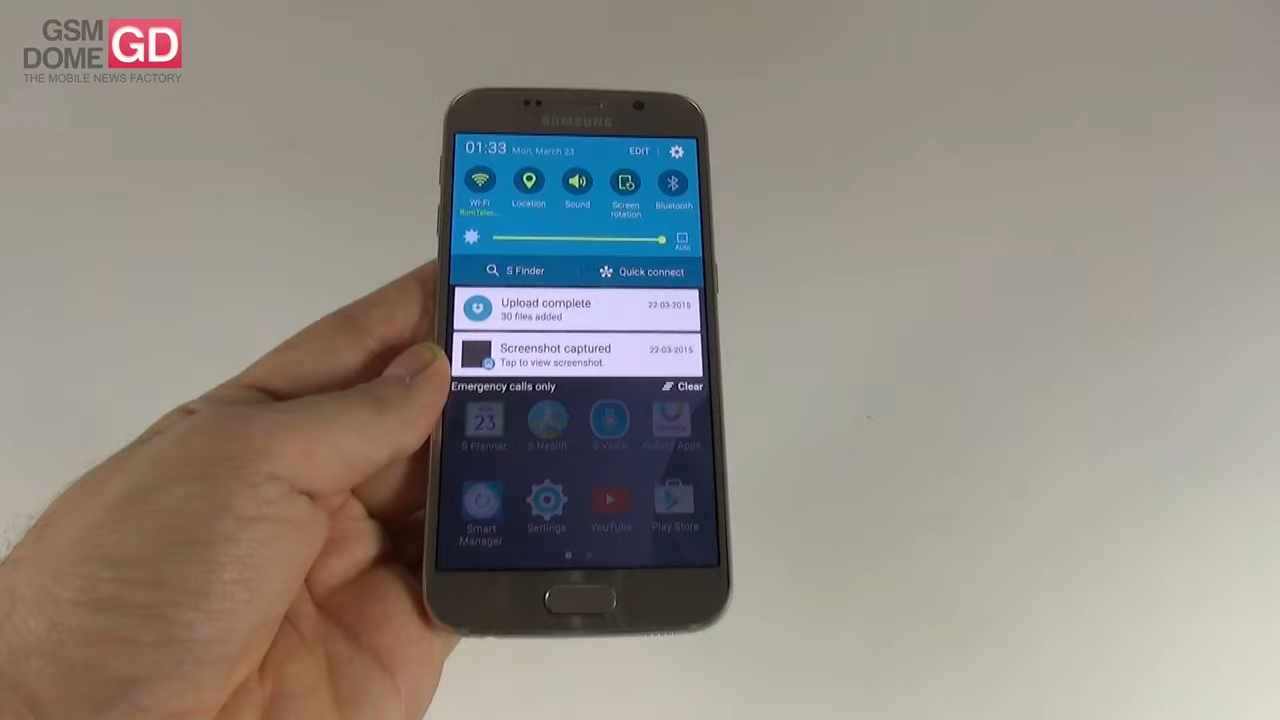 GSM
DOME GD
THE MOBILE NEWS FACTORY
SAMSUNG
01:33 Mon, March 23 EDIT
Wi-Fi Location Sound Screen rotation Bluetooth
Auto
S Finder Quick connect
Upload complete 22-03-2015
30 files added
Screenshot captured 22-03-2015
Tap to view screenshot.
Emergency calls only Clear
23
S Planner S Health S Voice Galaxy Apps
Smart Manager Settings YouTube Play Store